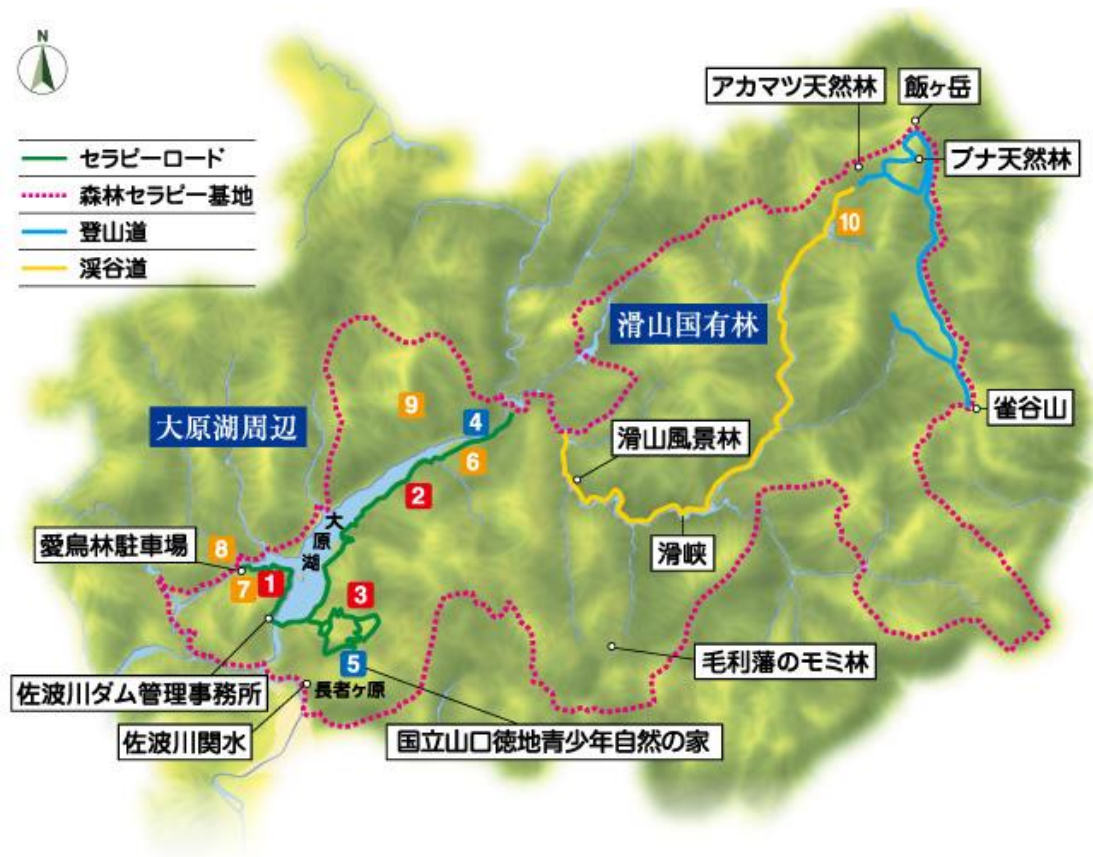 N
セラピーロード
森林セラピー基地
登山道
渓谷道
アカマツ天然林
飯ヶ岳
ブナ天然林
10
滑山国有林
雀谷山
大原湖周辺
9
4
6
2
滑山風景林
滑峡
大原湖
愛鳥林駐車場
8
7
1
3
5
毛利藩のモミ林
佐波川ダム管理事務所
長者ヶ原
佐波川関水
国立山口徳地青少年自然の家